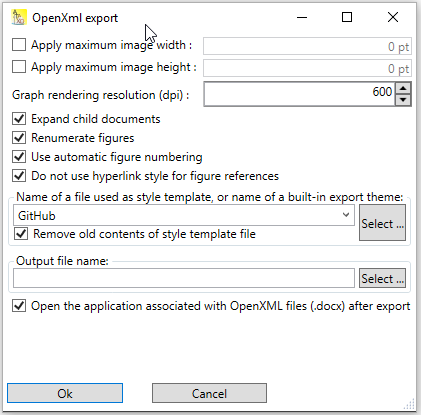 OpenXml export
Apply maximum image width :
0 pt
Apply maximum image height :
0 pt
Graph rendering resolution (dpi) :
600
Expand child documents
Renumerate figures
Use automatic figure numbering
Do not use hyperlink style for figure references
Name of a file used as style template, or name of a built-in export theme:
GitHub
Select ...
Remove old contents of style template file
Output file name:
Select ...
Open the application associated with OpenXML files (.docx) after export
Ok
Cancel